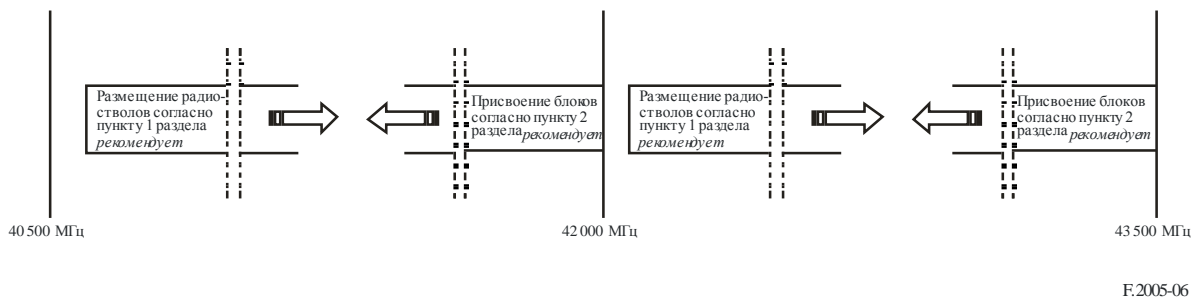 Размещение радио-
стволов согласно
пункту 1 раздела
рекомендует
Присвоение блоков
согласно пункту 2
раздела рекомендует
Размещение радио-
стволов согласно
пункту 1 раздела
рекомендует
Присвоение блоков
согласно пункту 2
раздела рекомендует
40 500 МГц
42 000 МГц
43 500 МГц
F.2005-06